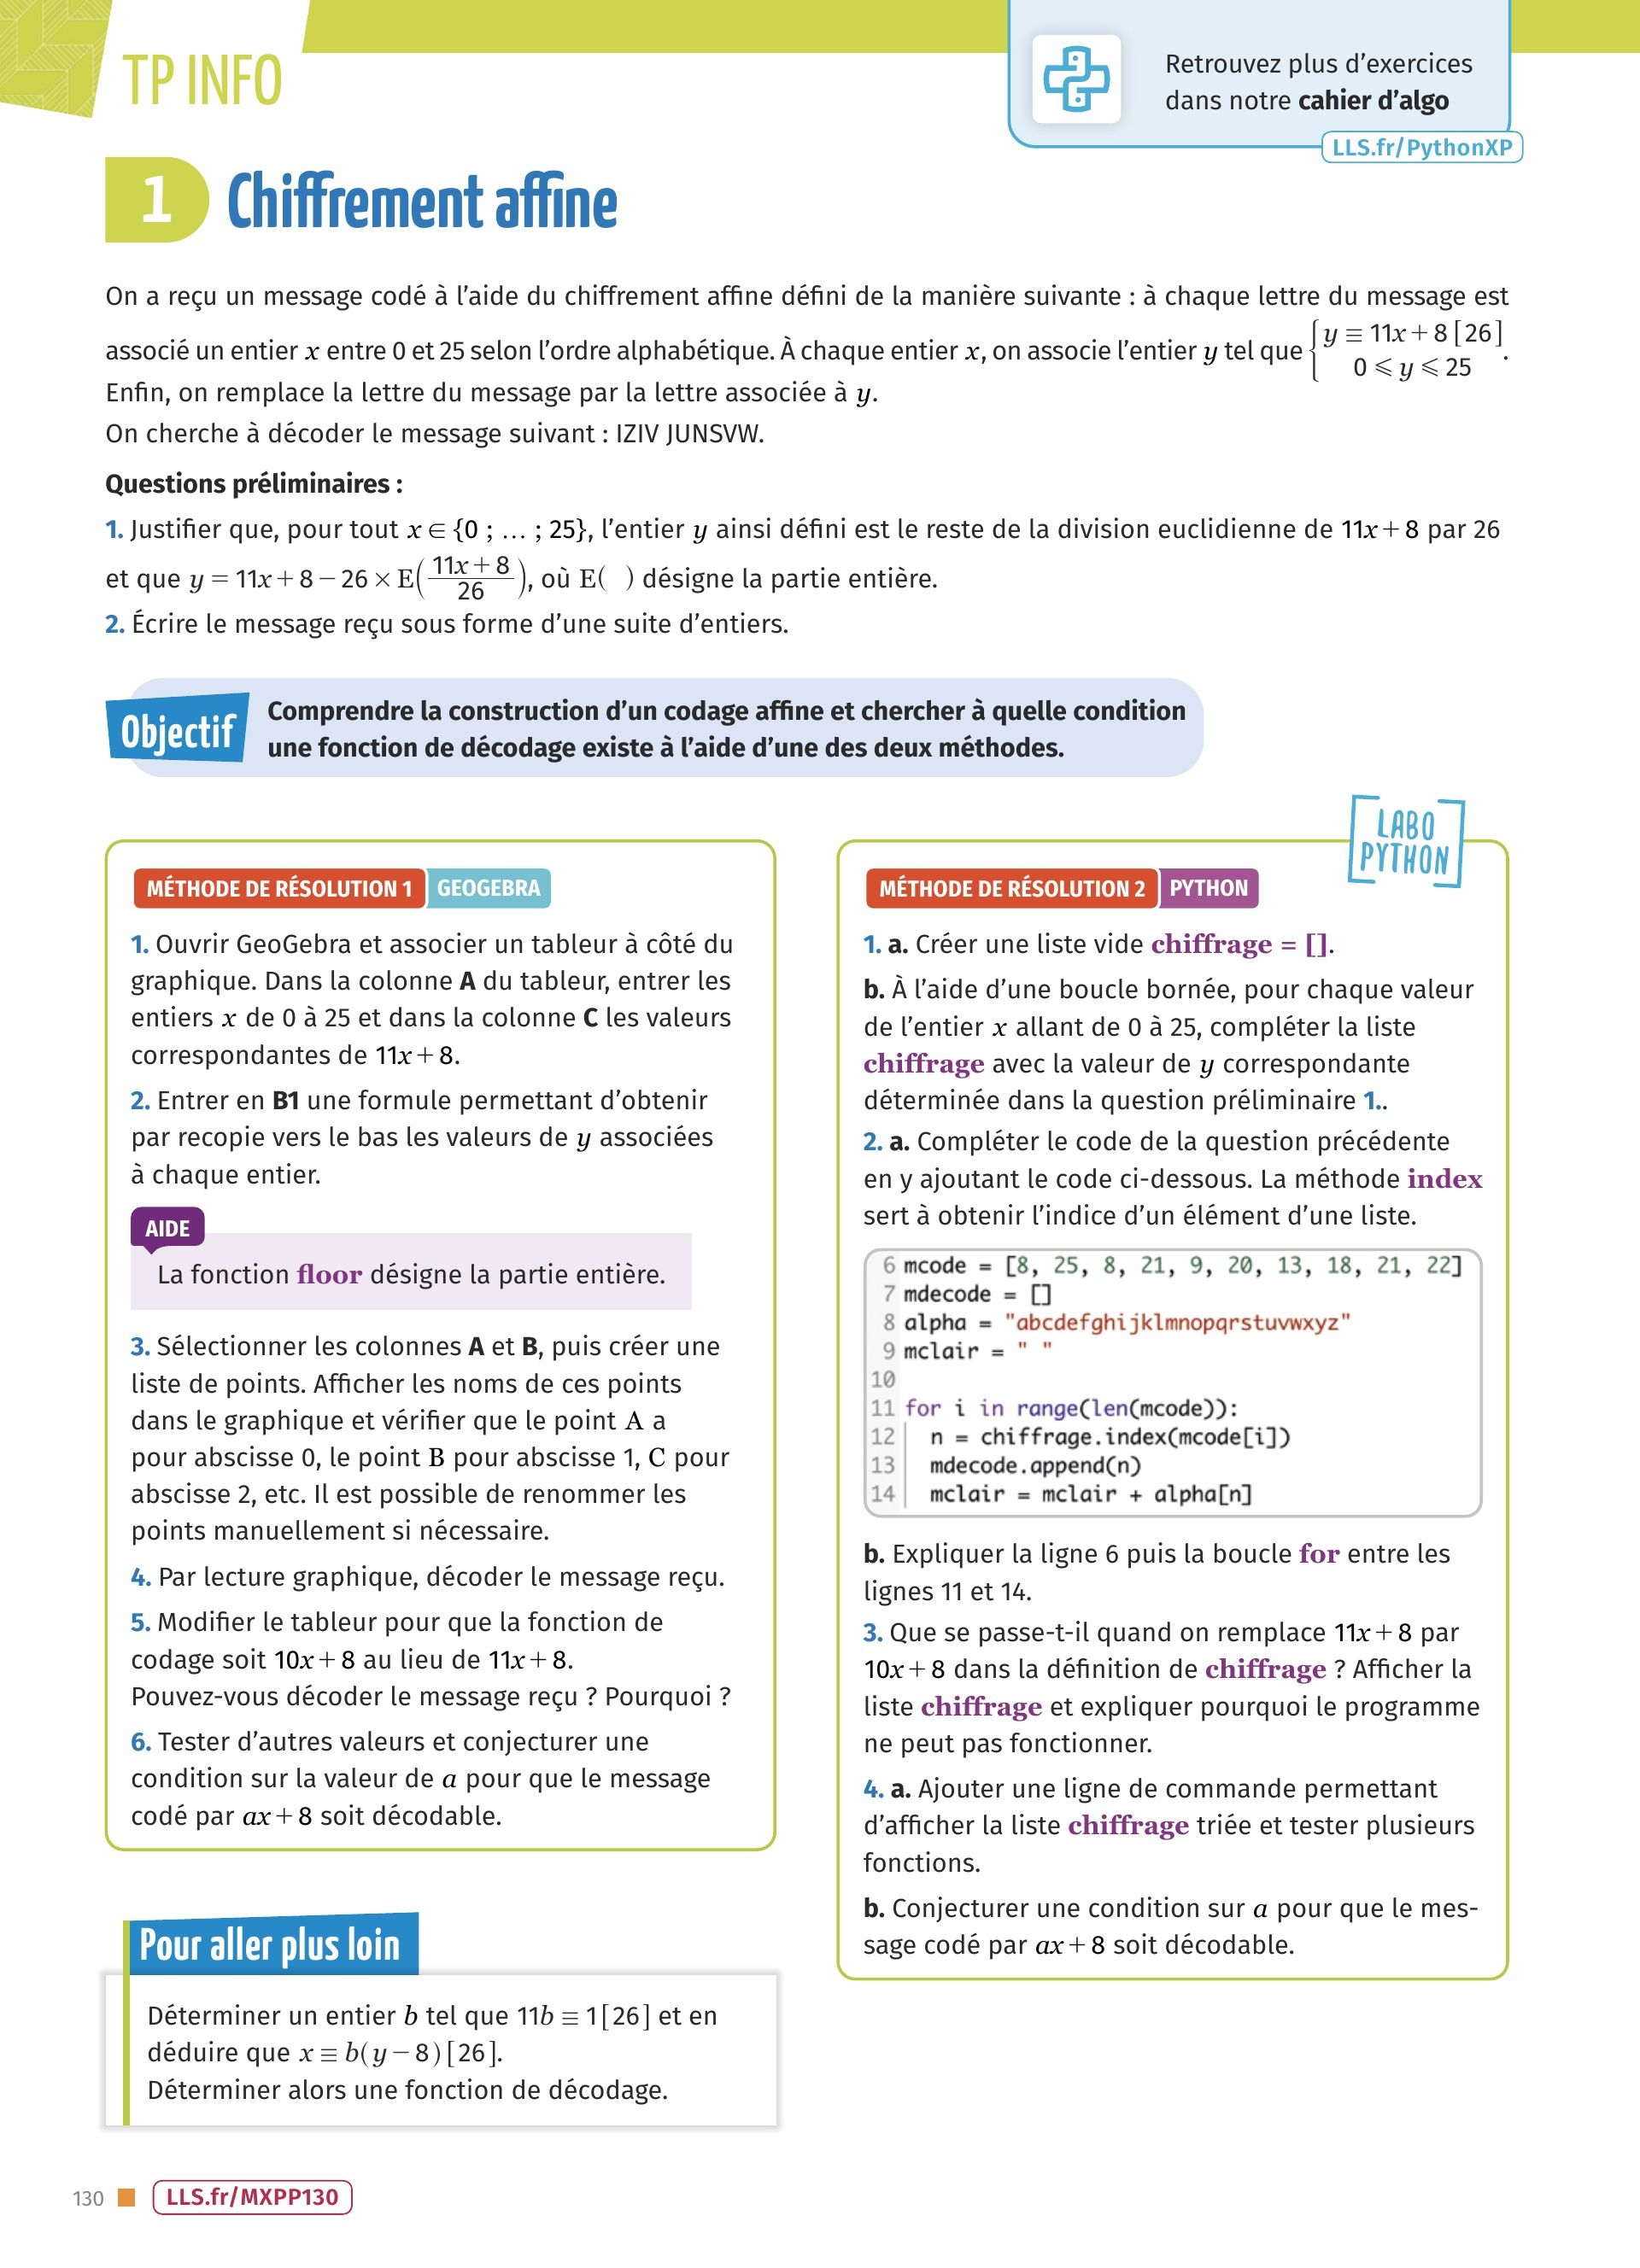 TP INFO
Retrouvez plus d’exercices
dans notre cahier d’algo
LLS.fr/PythonXP
1 Chiffrement affine
On a reçu un message codé à l’aide du chiffrement affine défini de la manière suivante : à chaque lettre du message est
associé un entier x entre 0 et 25 selon l’ordre alphabétique. À chaque entier x, on associe l’entier y tel que { y ≡ 11x + 8 [26]
0 ⩽ y ⩽ 25 .
Enfin, on remplace la lettre du message par la lettre associée à y.
On cherche à décoder le message suivant : IZIV JUNSVW.
Questions préliminaires :
1. Justifier que, pour tout x ∈ {0 ; … ; 25}, l’entier y ainsi défini est le reste de la division euclidienne de 11x + 8 par 26
et que y = 11x + 8 − 26 × E((11x + 8)/26), où E( ) désigne la partie entière.
2. Écrire le message reçu sous forme d’une suite d’entiers.
Objectif
Comprendre la construction d’un codage affine et chercher à quelle condition
une fonction de décodage existe à l’aide d’une des deux méthodes.
MÉTHODE DE RÉSOLUTION 1 GEOGEBRA
1. Ouvrir GeoGebra et associer un tableur à côté du
graphique. Dans la colonne A du tableur, entrer les
entiers x de 0 à 25 et dans la colonne C les valeurs
correspondantes de 11x + 8.
2. Entrer en B1 une formule permettant d’obtenir
par recopie vers le bas les valeurs de y associées
à chaque entier.
AIDE
La fonction floor désigne la partie entière.
3. Sélectionner les colonnes A et B, puis créer une
liste de points. Afficher les noms de ces points
dans le graphique et vérifier que le point A a
pour abscisse 0, le point B pour abscisse 1, C pour
abscisse 2, etc. Il est possible de renommer les
points manuellement si nécessaire.
4. Par lecture graphique, décoder le message reçu.
5. Modifier le tableur pour que la fonction de
codage soit 10x + 8 au lieu de 11x + 8.
Pouvez-vous décoder le message reçu ? Pourquoi ?
6. Tester d’autres valeurs et conjecturer une
condition sur la valeur de a pour que le message
codé par ax + 8 soit décodable.
Pour aller plus loin
Déterminer un entier b tel que 11b ≡ 1[26] et en
déduire que x ≡ b(y − 8)[26].
Déterminer alors une fonction de décodage.
LABO
PYTHON
MÉTHODE DE RÉSOLUTION 2 PYTHON
1. a. Créer une liste vide chiffrage = [].
b. À l’aide d’une boucle bornée, pour chaque valeur
de l’entier x allant de 0 à 25, compléter la liste
chiffrage avec la valeur de y correspondante
déterminée dans la question préliminaire 1..
2. a. Compléter le code de la question précédente
en y ajoutant le code ci-dessous. La méthode index
sert à obtenir l’indice d’un élément d’une liste.
6 mcode = [8, 25, 8, 21, 9, 20, 13, 18, 21, 22]
7 mdecode = []
8 alpha = "abcdefghijklmnopqrstuvwxyz"
9 mclair = " "
10
11 for i in range(len(mcode)):
12 n = chiffrage.index(mcode[i])
13 mdecode.append(n)
14 mclair = mclair + alpha[n]
b. Expliquer la ligne 6 puis la boucle for entre les
lignes 11 et 14.
3. Que se passe-t-il quand on remplace 11x + 8 par
10x + 8 dans la définition de chiffrage ? Afficher la
liste chiffrage et expliquer pourquoi le programme
ne peut pas fonctionner.
4. a. Ajouter une ligne de commande permettant
d’afficher la liste chiffrage triée et tester plusieurs
fonctions.
b. Conjecturer une condition sur a pour que le mes-
sage codé par ax + 8 soit décodable.
130 LLS.fr/MXPP130